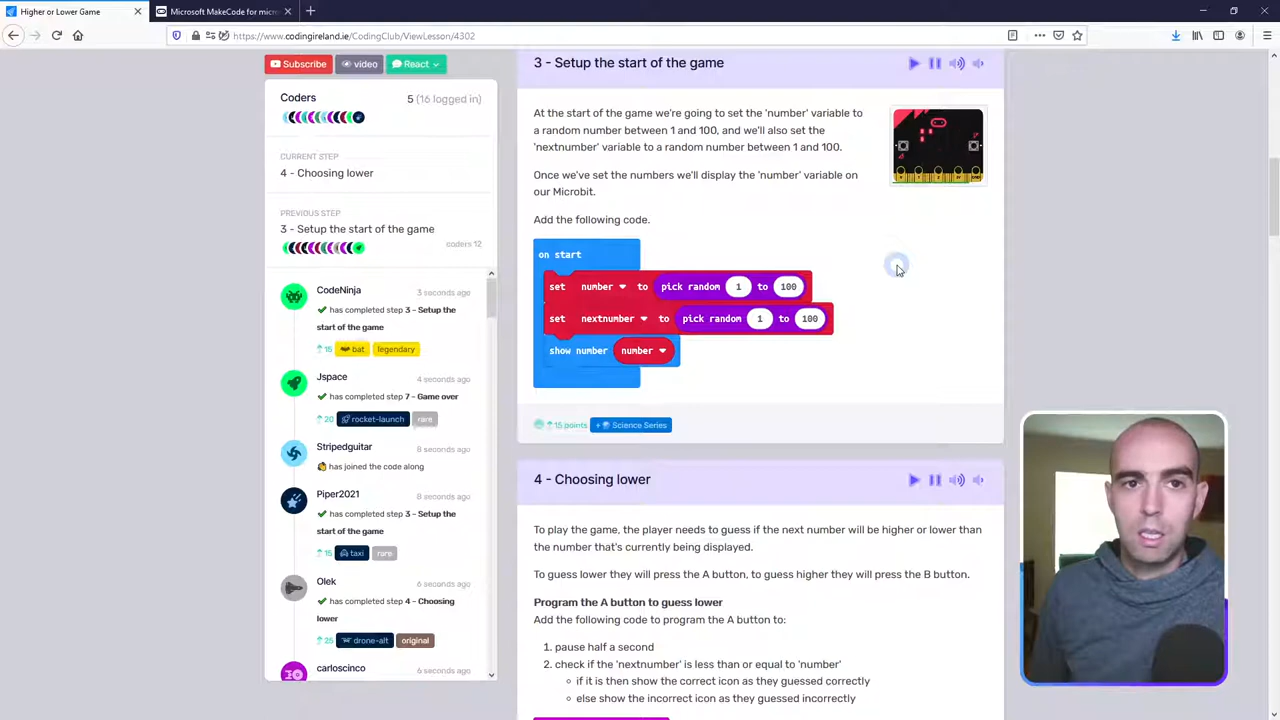 Higher or Lower Game
Microsoft MakeCode for micr
https://www.codingireland.ie/CodingClub/ViewLesson/4302
Subscribe
video
React
Coders
5 (16 logged in)
CURRENT STEP
4 - Choosing lower
PREVIOUS STEP
3 - Setup the start of the game
coders 12
CodeNinja
3 seconds ago
has completed step 3 - Setup the
start of the game
15 bat legendary
Jspace
4 seconds ago
has completed step 7 - Game over
20 rocket-launch rare
Stripedguitar
8 seconds ago
has joined the code along
Piper2021
8 seconds ago
has completed step 3 - Setup the
start of the game
15 taxi rare
Olek
6 seconds ago
has completed step 4 - Choosing
lower
25 drone-alt original
carloscinco
6 seconds ago
3 - Setup the start of the game
At the start of the game we're going to set the 'number' variable to
a random number between 1 and 100, and we'll also set the
'nextnumber' variable to a random number between 1 and 100.
Once we've set the numbers we'll display the 'number' variable on
our Microbit.
Add the following code.
on start
set number to pick random 1 to 100
set nextnumber to pick random 1 to 100
show number number
15 points
+ Science Series
4 - Choosing lower
To play the game, the player needs to guess if the next number will be higher or lower than
the number that's currently being displayed.
To guess lower they will press the A button, to guess higher they will press the B button.
Program the A button to guess lower
Add the following code to program the A button to:
1. pause half a second
2. check if the 'nextnumber' is less than or equal to 'number'
if it is then show the correct icon as they guessed correctly
else show the incorrect icon as they guessed incorrectly